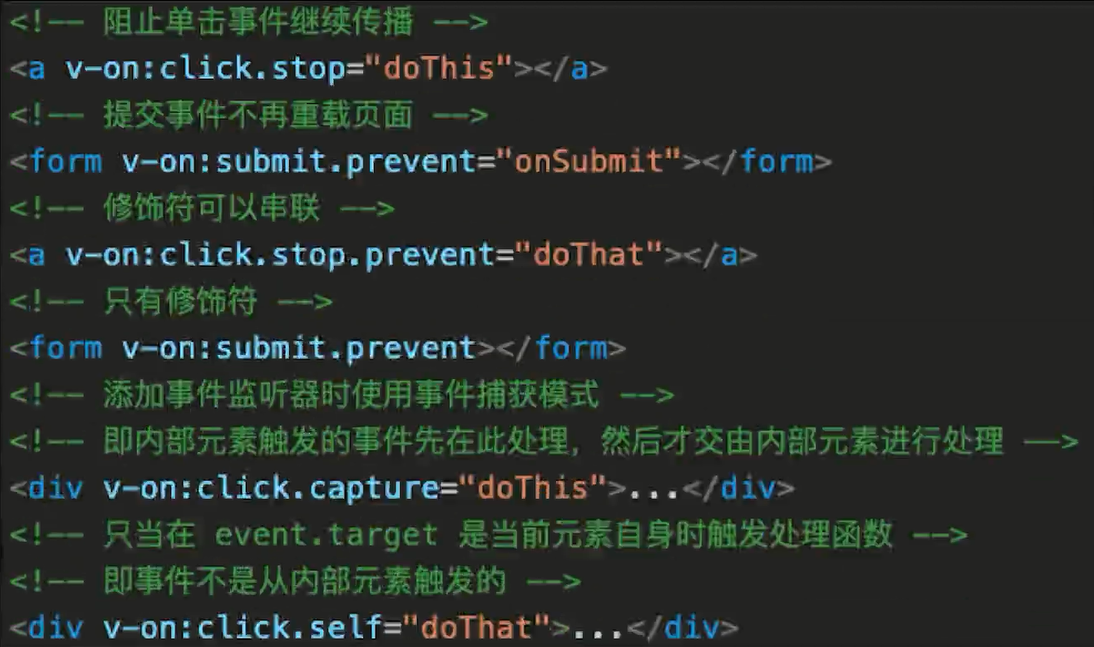 <!-- 阻止单击事件继续传播 -->
<a v-on:click.stop="doThis"></a>
<!-- 提交事件不再重载页面 -->
<form v-on:submit.prevent="onSubmit"></form>
<!-- 修饰符可以串联 -->
<a v-on:click.stop.prevent="doThat"></a>
<!-- 只有修饰符 -->
<form v-on:submit.prevent></form>
<!-- 添加事件监听器时使用事件捕获模式 -->
<!-- 即内部元素触发的事件先在此处理，然后才交由内部元素进行处理 -->
<div v-on:click.capture="doThis">...</div>
<!-- 只当在 event.target 是当前元素自身时触发处理函数 -->
<!-- 即事件不是从内部元素触发的 -->
<div v-on:click.self="doThat">...</div>